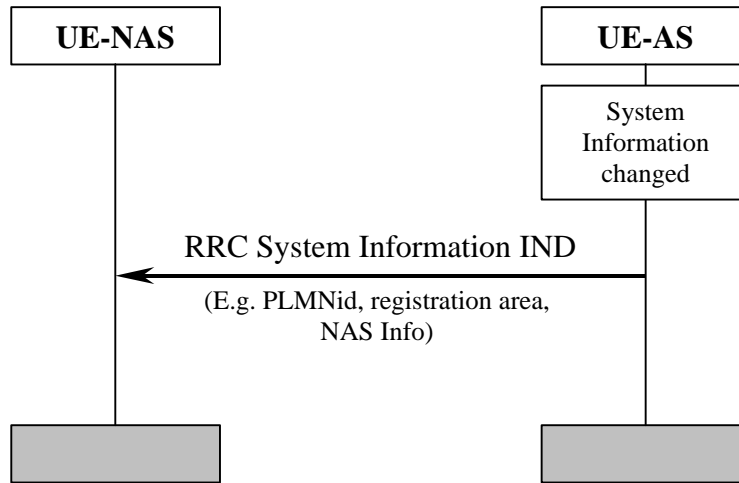 UE-NAS
UE-AS
System
Information
changed
RRC System Information IND
(E.g. PLMNid, registration area,
NAS Info)